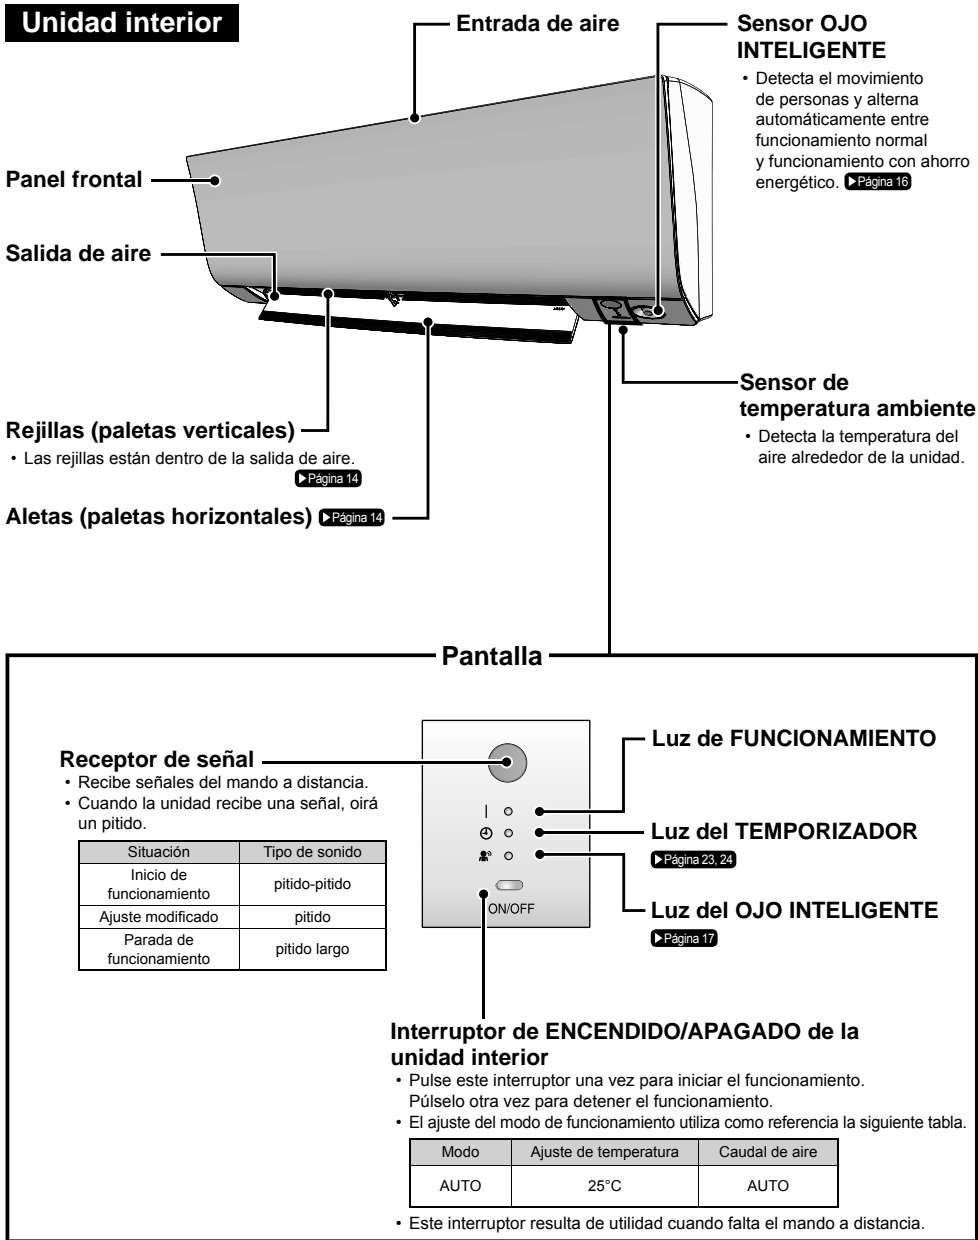 Unidad interior
Entrada de aire
Sensor OJO
INTELIGENTE
• Detecta el movimiento
de personas y alterna
automáticamente entre
funcionamiento normal
y funcionamiento con ahorro
energético. ▶Página 16
Panel frontal
Salida de aire
Sensor de
temperatura ambiente
• Detecta la temperatura del
aire alrededor de la unidad.
Rejillas (paletas verticales)
• Las rejillas están dentro de la salida de aire.
▶Página 14
Aletas (paletas horizontales) ▶Página 14
Pantalla
Receptor de señal
• Recibe señales del mando a distancia.
• Cuando la unidad recibe una señal, oirá
un pitido.
Situación Tipo de sonido
Inicio de
funcionamiento pitido-pitido
Ajuste modificado pitido
Parada de
funcionamiento pitido largo
ON/OFF
Luz de FUNCIONAMIENTO
Luz del TEMPORIZADOR
▶Página 23, 24
Luz del OJO INTELIGENTE
▶Página 17
Interruptor de ENCENDIDO/APAGADO de la
unidad interior
• Pulse este interruptor una vez para iniciar el funcionamiento.
Púlselo otra vez para detener el funcionamiento.
• El ajuste del modo de funcionamiento utiliza como referencia la siguiente tabla.
Modo Ajuste de temperatura Caudal de aire
AUTO 25°C AUTO
• Este interruptor resulta de utilidad cuando falta el mando a distancia.